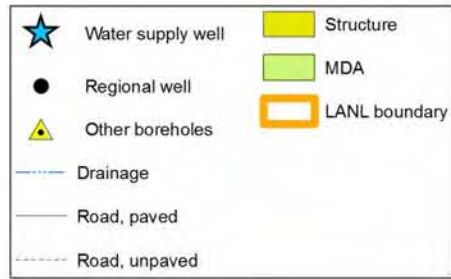 Water supply well
Regional well
Other boreholes
Drainage
Road, paved
Road, unpaved
Structure
MDA
LANL boundary